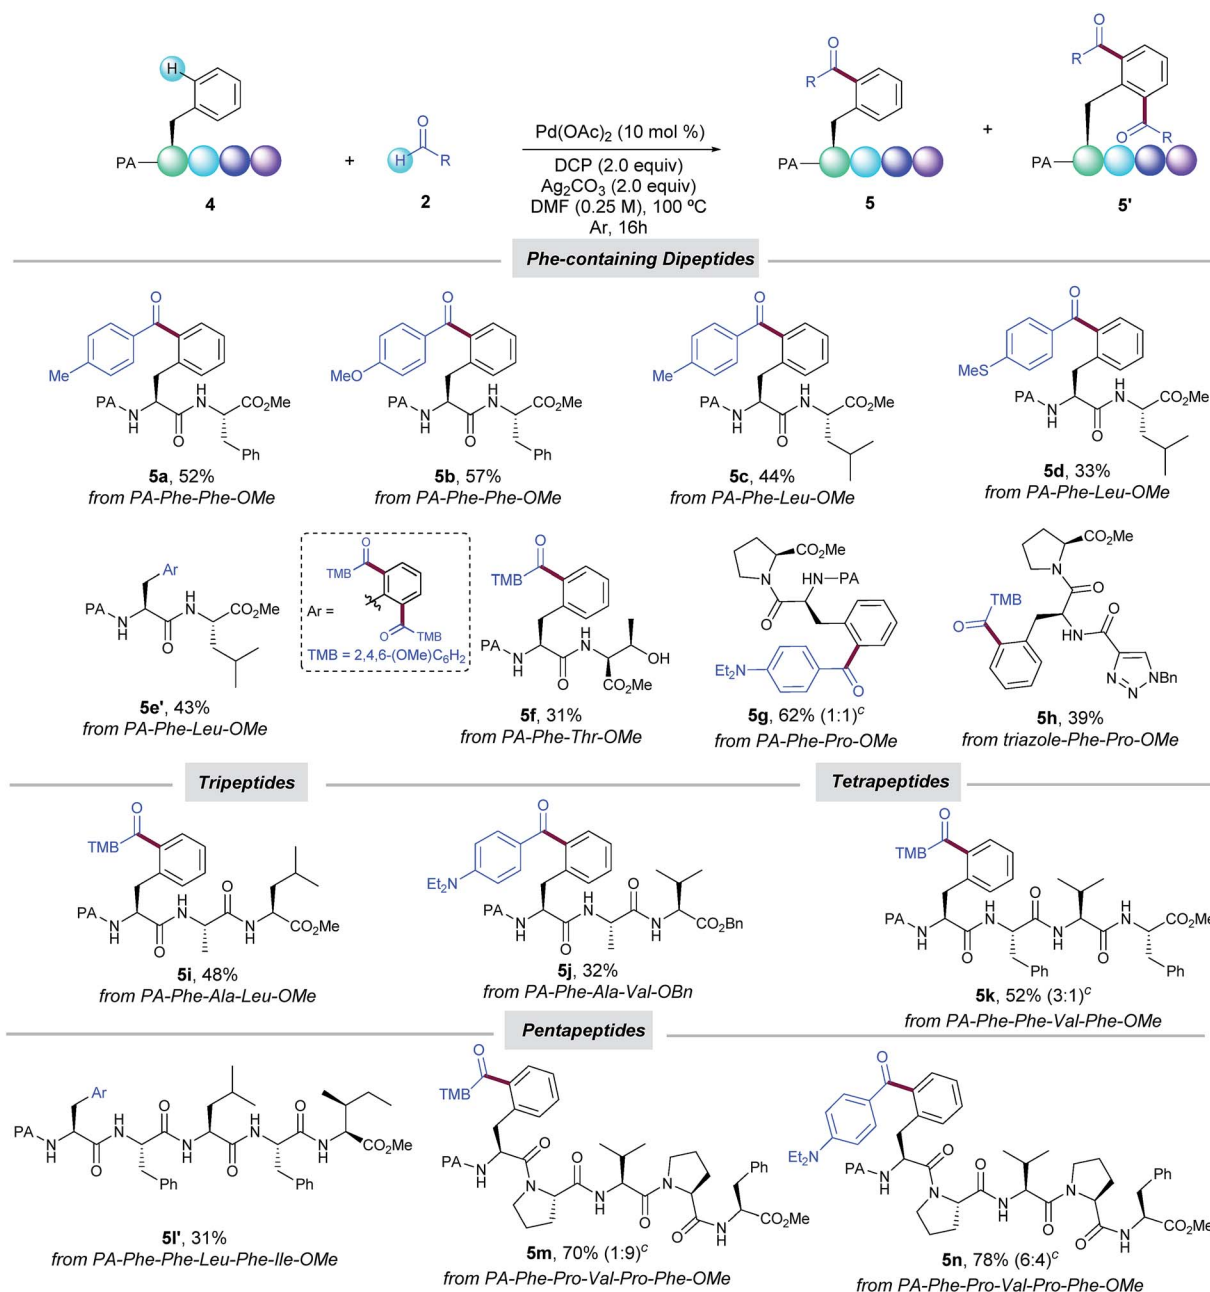 H
PA
4
+
O
H
R
2
Pd(OAc)2 (10 mol %)
DCP (2.0 equiv)
Ag2CO3 (2.0 equiv)
DMF (0.25 M), 100 ºC
Ar, 16h
O
R
PA
5
+
O
R
O
R
PA
5'
Phe-containing Dipeptides
O
Me
PA
N
H
O
H
N
CO2Me
Ph
5a, 52%
from PA-Phe-Phe-OMe
O
MeO
PA
N
H
O
H
N
CO2Me
Ph
5b, 57%
from PA-Phe-Phe-OMe
O
Me
PA
N
H
O
H
N
CO2Me
5c, 44%
from PA-Phe-Leu-OMe
O
MeS
PA
N
H
O
H
N
CO2Me
5d, 33%
from PA-Phe-Leu-OMe
Ar
PA
N
H
O
H
N
CO2Me
5e', 43%
from PA-Phe-Leu-OMe
O
TMB
Ar =
O
TMB
TMB = 2,4,6-(OMe)C6H2
O
TMB
PA
N
H
O
H
N
OH
CO2Me
5f, 31%
from PA-Phe-Thr-OMe
CO2Me
N
O
HN
PA
Et2N
O
5g, 62% (1:1)c
from PA-Phe-Pro-OMe
CO2Me
N
O
TMB
O
N
H
O
N
N
N
Bn
5h, 39%
from triazole-Phe-Pro-OMe
Tripeptides
Tetrapeptides
O
TMB
PA
N
H
O
H
N
O
N
H
CO2Me
5i, 48%
from PA-Phe-Ala-Leu-OMe
O
Et2N
PA
N
H
O
H
N
O
N
H
CO2Bn
5j, 32%
from PA-Phe-Ala-Val-OBn
O
TMB
PA
N
H
O
H
N
Ph
O
N
H
O
H
N
CO2Me
Ph
5k, 52% (3:1)c
from PA-Phe-Phe-Val-Phe-OMe
Pentapeptides
Ar
PA
N
H
O
H
N
Ph
O
N
H
O
H
N
Ph
O
N
H
CO2Me
5l', 31%
from PA-Phe-Phe-Leu-Phe-Ile-OMe
O
TMB
PA
N
H
O
N
O
N
H
O
N
O
N
H
Ph
CO2Me
5m, 70% (1:9)c
from PA-Phe-Pro-Val-Pro-Phe-OMe
O
Et2N
PA
N
H
O
N
O
N
H
O
N
O
N
H
Ph
CO2Me
5n, 78% (6:4)c
from PA-Phe-Pro-Val-Pro-Phe-OMe